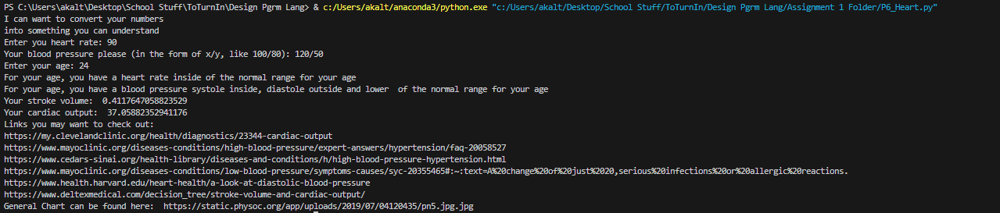 PS C:\Users\akalt\Desktop\School Stuff\ToTurnIn\Design Pgrm Lang> & c:/Users/akalt/anaconda3/python.exe "c:/Users/akalt/Desktop/School Stuff/ToTurnIn/Design Pgrm Lang/Assignment 1 Folder/P6_Heart.py"
I can want to convert your numbers
into something you can understand
Enter you heart rate: 90
Your blood pressure please (in the form of x/y, like 100/80): 120/50
Enter your age: 24
For your age, you have a heart rate inside of the normal range for your age
For your age, you have a blood pressure systole inside, diastole outside and lower  of the normal range for your age
Your stroke volume:  0.4117647058823529
Your cardiac output:  37.05882352941176
Links you may want to check out:
https://my.clevelandclinic.org/health/diagnostics/23344-cardiac-output
https://www.mayoclinic.org/diseases-conditions/high-blood-pressure/expert-answers/hypertension/faq-20058527
https://www.cedars-sinai.org/health-library/diseases-and-conditions/h/high-blood-pressure-hypertension.html
https://www.mayoclinic.org/diseases-conditions/low-blood-pressure/symptoms-causes/syc-20355465#:~:text=A%20change%20of%20just%2020,serious%20infections%20or%20allergic%20reactions.
https://www.health.harvard.edu/heart-health/a-look-at-diastolic-blood-pressure
https://www.deltexmedical.com/decision_tree/stroke-volume-and-cardiac-output/
General Chart can be found here:  https://static.physoc.org/app/uploads/2019/07/04120435/pn5.jpg.jpg